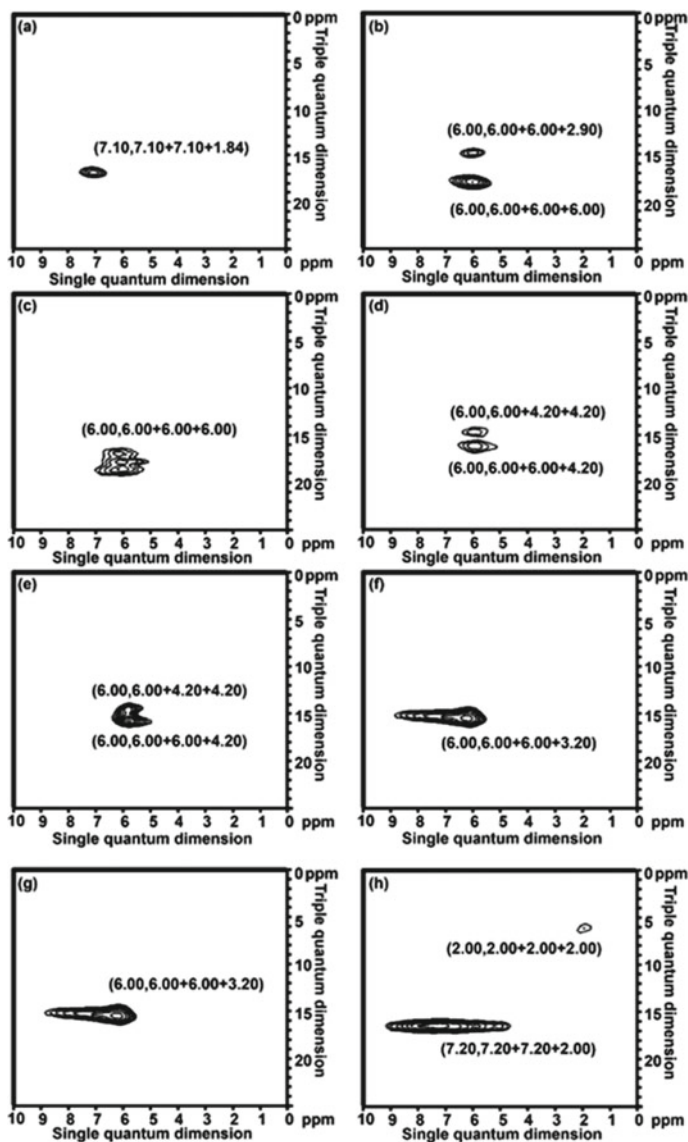 (a)
0 ppm
5
10
15
20
Triple quantum dimension
(7.10,7.10+7.10+1.84)
10 9 8 7 6 5 4 3 2 1 0 ppm
Single quantum dimension
(b)
0 ppm
5
10
15
20
Triple quantum dimension
(6.00,6.00+6.00+2.90)
(6.00,6.00+6.00+6.00)
10 9 8 7 6 5 4 3 2 1 0 ppm
Single quantum dimension
(c)
0 ppm
5
10
15
20
Triple quantum dimension
(6.00,6.00+6.00+6.00)
10 9 8 7 6 5 4 3 2 1 0 ppm
Single quantum dimension
(d)
0 ppm
5
10
15
20
Triple quantum dimension
(6.00,6.00+4.20+4.20)
(6.00,6.00+6.00+4.20)
10 9 8 7 6 5 4 3 2 1 0 ppm
Single quantum dimension
(e)
0 ppm
5
10
15
20
Triple quantum dimension
(6.00,6.00+4.20+4.20)
(6.00,6.00+6.00+4.20)
10 9 8 7 6 5 4 3 2 1 0 ppm
Single quantum dimension
(f)
0 ppm
5
10
15
20
Triple quantum dimension
(6.00,6.00+6.00+3.20)
10 9 8 7 6 5 4 3 2 1 0 ppm
Single quantum dimension
(g)
0 ppm
5
10
15
20
Triple quantum dimension
(6.00,6.00+6.00+3.20)
10 9 8 7 6 5 4 3 2 1 0 ppm
Single quantum dimension
(h)
0 ppm
5
10
15
20
Triple quantum dimension
(2.00,2.00+2.00+2.00)
(7.20,7.20+7.20+2.00)
10 9 8 7 6 5 4 3 2 1 0 ppm
Single quantum dimension